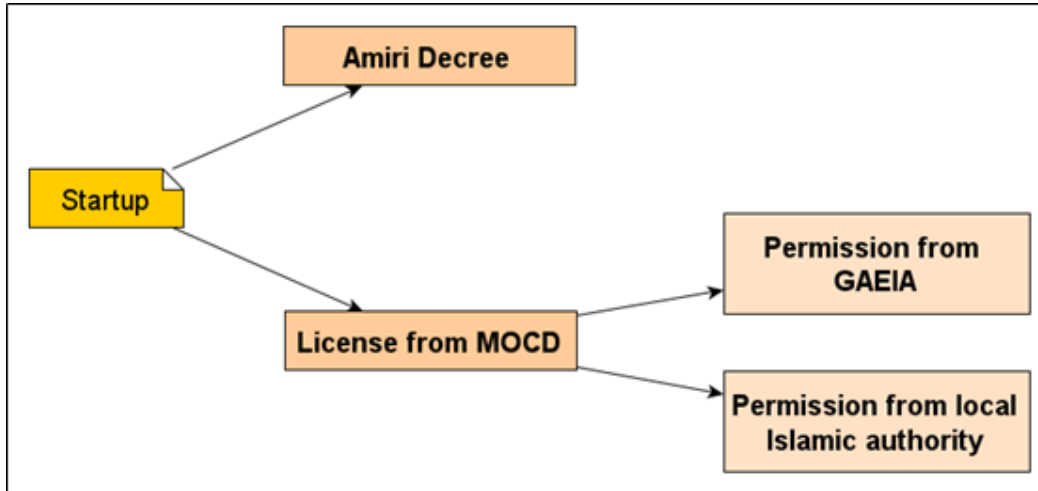 Amiri Decree
Startup
Permission from
GAEIA
License from MOCD
Permission from local
Islamic authority